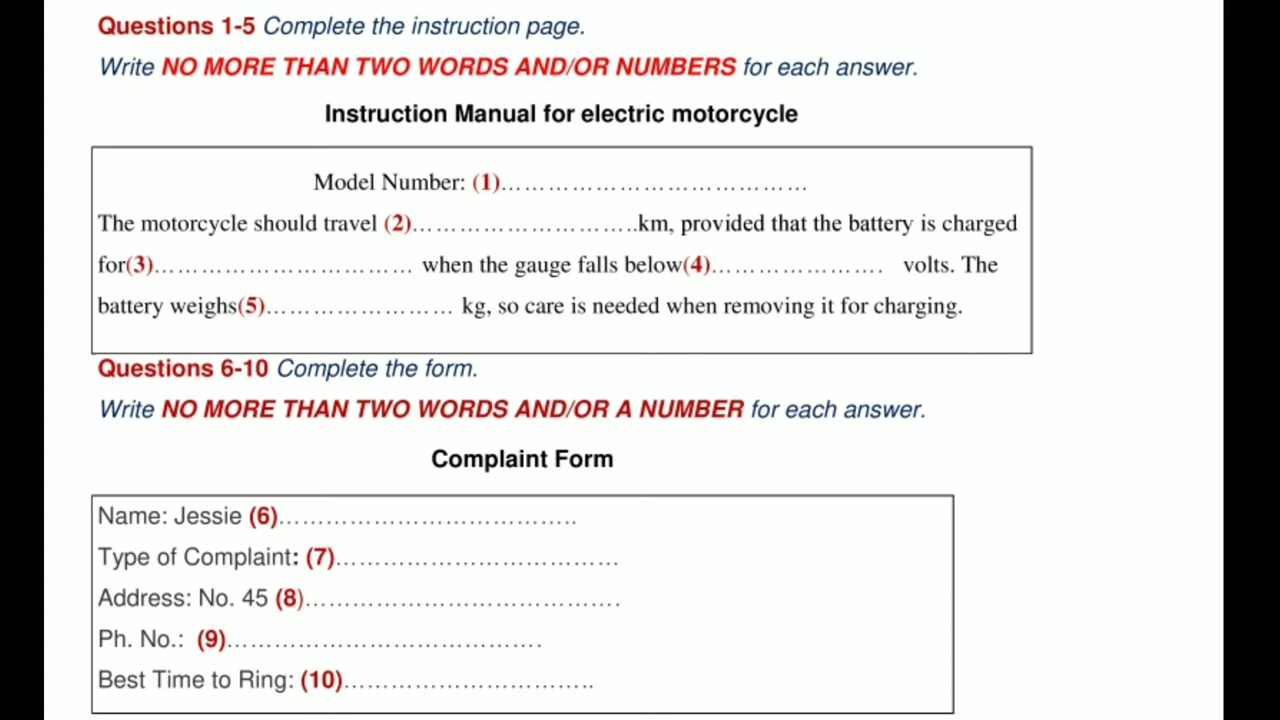 Questions 1-5 Complete the instruction page.
Write NO MORE THAN TWO WORDS AND/OR NUMBERS for each answer.
Instruction Manual for electric motorcycle
Model Number: (1)…………………………………
The motorcycle should travel (2)………………………..km, provided that the battery is charged
for(3)…………………………… when the gauge falls below(4)…………………. volts. The
battery weighs(5)…………………… kg, so care is needed when removing it for charging.
Questions 6-10 Complete the form.
Write NO MORE THAN TWO WORDS AND/OR A NUMBER for each answer.
Complaint Form
Name: Jessie (6)………………………………..
Type of Complaint: (7)………………………………
Address: No. 45 (8)………………………………….
Ph. No.: (9)………………………………….
Best Time to Ring: (10)…………………………..